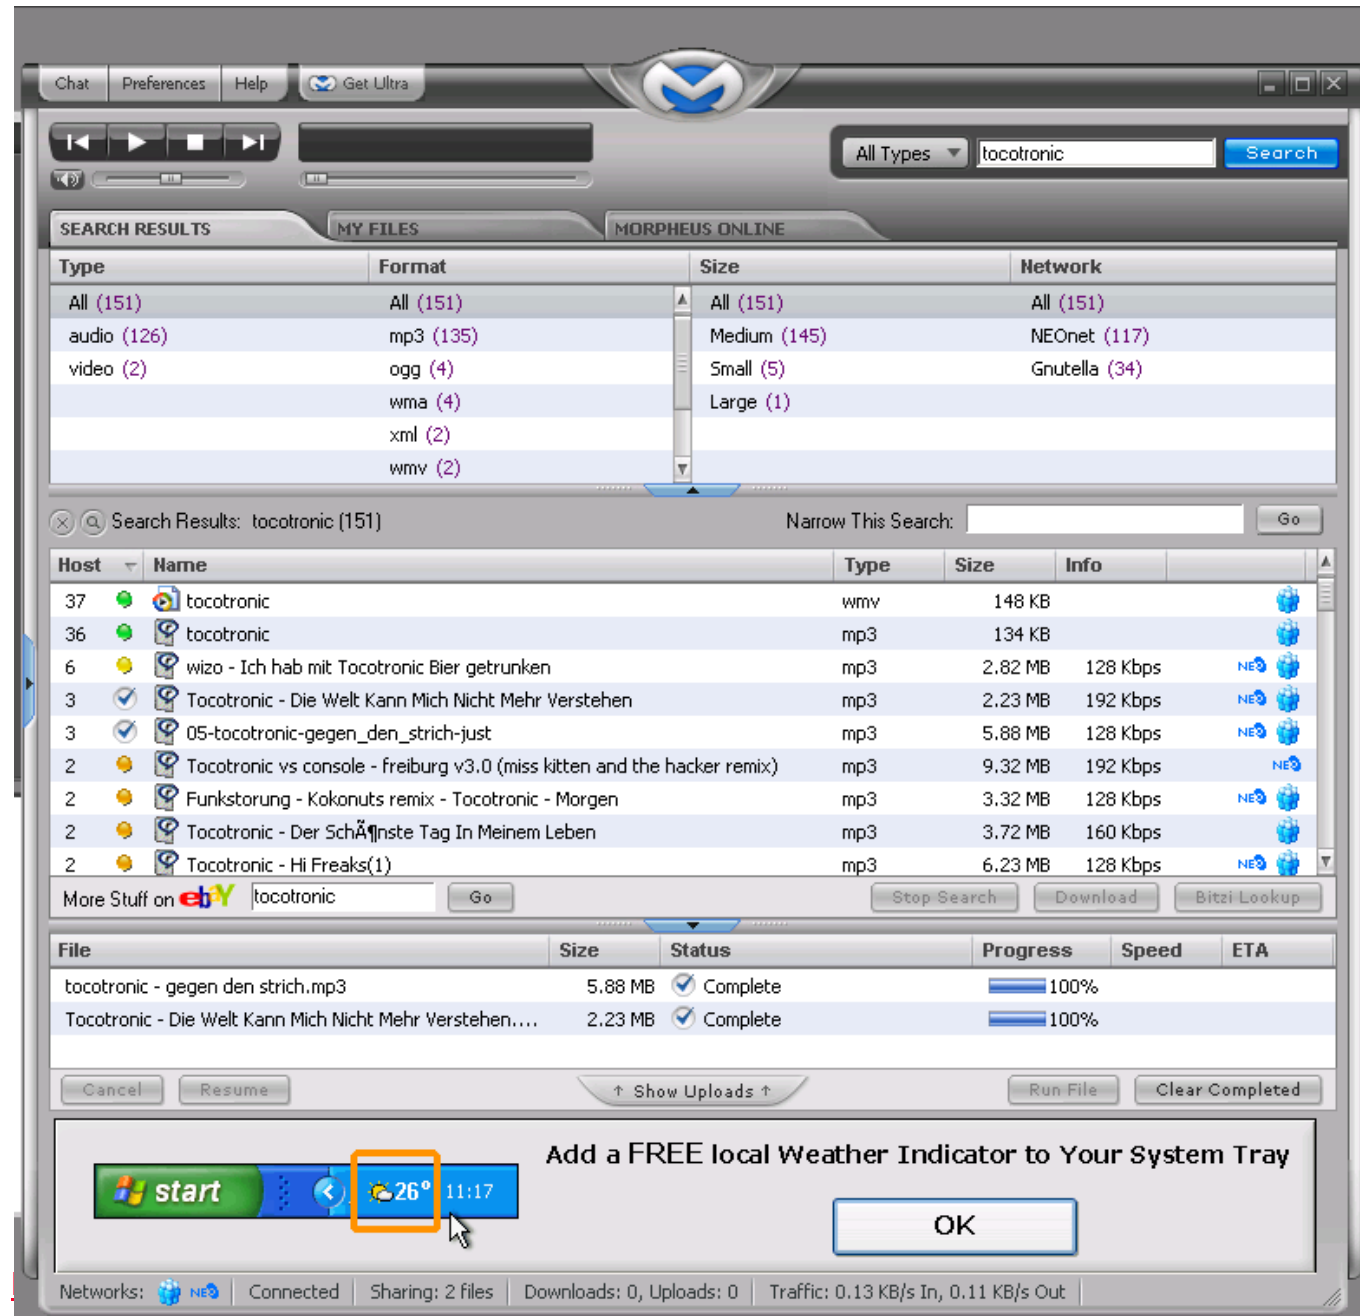 Chat Preferences Help Get Ultra
All Types tocotronic Search
SEARCH RESULTS MY FILES MORPHEUS ONLINE
Type Format Size Network
All (151) All (151) All (151) All (151)
audio (126) mp3 (135) Medium (145) NEOnet (117)
video (2) ogg (4) Small (5) Gnutella (34)
wma (4) Large (1)
xml (2)
wmv (2)
Search Results: tocotronic (151) Narrow This Search: Go
Host Name Type Size Info
37 tocotronic wmv 148 KB
36 tocotronic mp3 134 KB
6 wizo - Ich hab mit Tocotronic Bier getrunken mp3 2.82 MB 128 Kbps NEO
3 Tocotronic - Die Welt Kann Mich Nicht Mehr Verstehen mp3 2.23 MB 192 Kbps NEO
3 05-tocotronic-gegen_den_strich-just mp3 5.88 MB 128 Kbps NEO
2 Tocotronic vs console - freiburg v3.0 (miss kitten and the hacker remix) mp3 9.32 MB 192 Kbps NEO
2 Funkstorung - Kokonuts remix - Tocotronic - Morgen mp3 3.32 MB 128 Kbps NEO
2 Tocotronic - Der SchÃ¶nste Tag In Meinem Leben mp3 3.72 MB 160 Kbps
2 Tocotronic - Hi Freaks(1) mp3 6.23 MB 128 Kbps NEO
More Stuff on ebY tocotronic Go Stop Search Download Bitzi Lookup
File Size Status Progress Speed ETA
tocotronic - gegen den strich.mp3 5.88 MB Complete 100%
Tocotronic - Die Welt Kann Mich Nicht Mehr Verstehen.... 2.23 MB Complete 100%
Cancel Resume ↑ Show Uploads ↑ Run File Clear Completed
Add a FREE local Weather Indicator to Your System Tray
start 26° 11:17
OK
Networks: NEO Connected Sharing: 2 files Downloads: 0, Uploads: 0 Traffic: 0.13 KB/s In, 0.11 KB/s Out